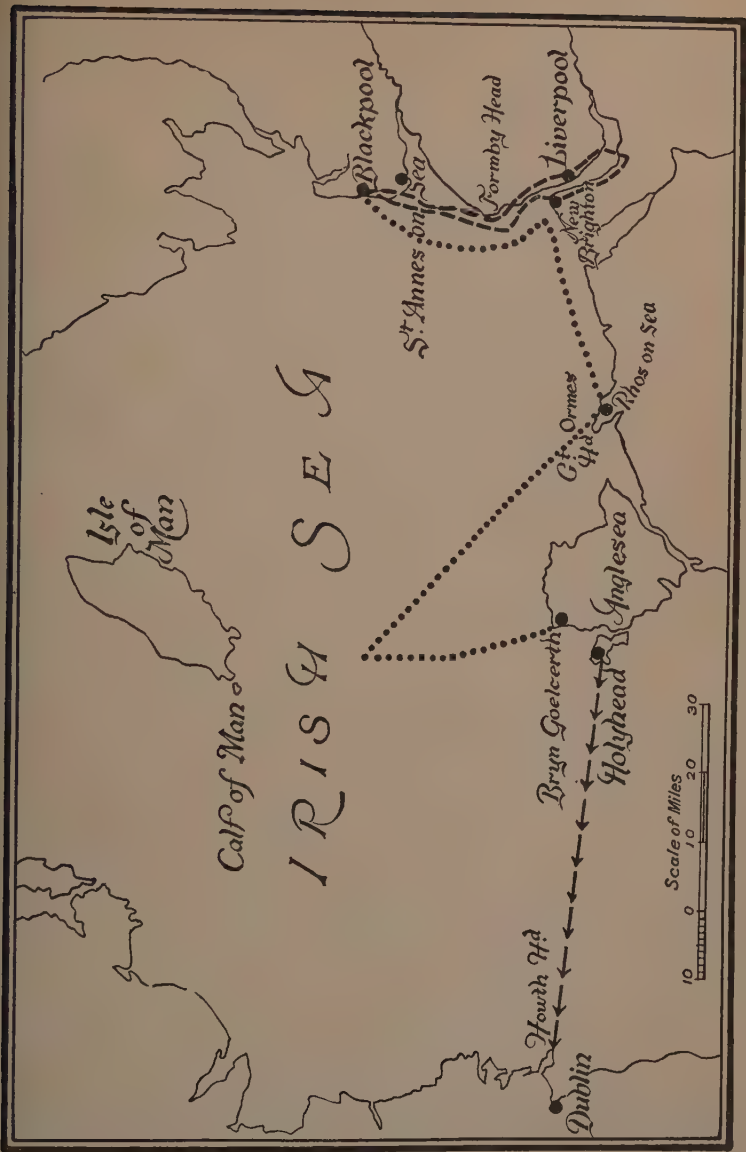 Isle
of
Man
Calf of Man
IRISH SEA
Blackpool
St. Annes on Sea
Formby Head
Howth Hd.
Bryn Goelcerth
Liverpool
Gt. Ormes
Hd
New
Brighton
Dublin
Holyhead
Anglesea
Rhos on Sea
Scale of Miles
10 0 10 20 30